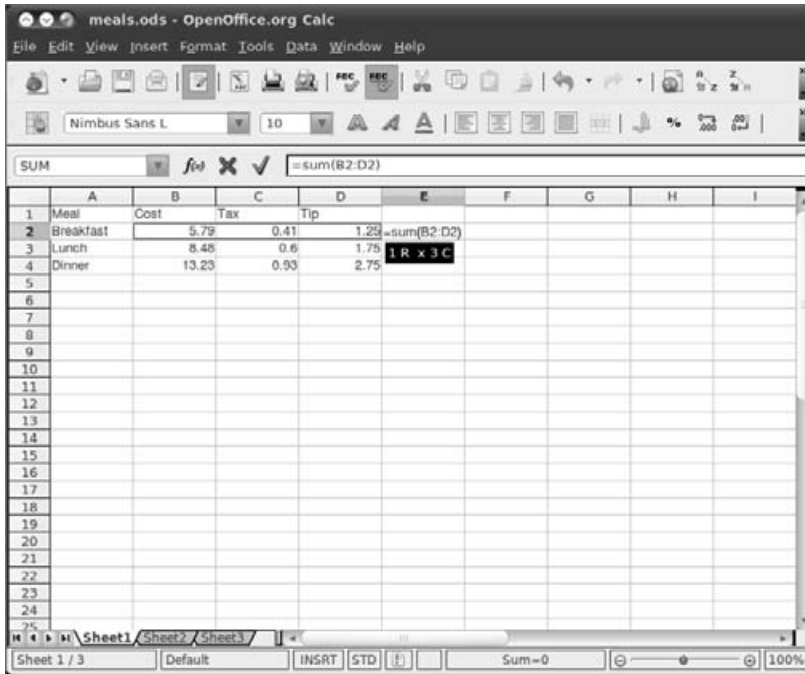 meals.ods - OpenOffice.org Calc
File Edit View Insert Format Tools Data Window Help
Nimbus Sans L 10
SUM f(x) =sum(B2:D2)
A B C D E F G H I
1 Meal Cost Tax Tip
2 Breakfast 5.79 0.41 1.25 =sum(B2:D2)
3 Lunch 8.48 0.6 1.75 1 R x 3 C
4 Dinner 13.23 0.93 2.75
5
6
7
8
9
10
11
12
13
14
15
16
17
18
19
20
21
22
23
24
25
Sheet1 Sheet2 Sheet3
Sheet 1 / 3 Default INSRT STD Sum=0 100%